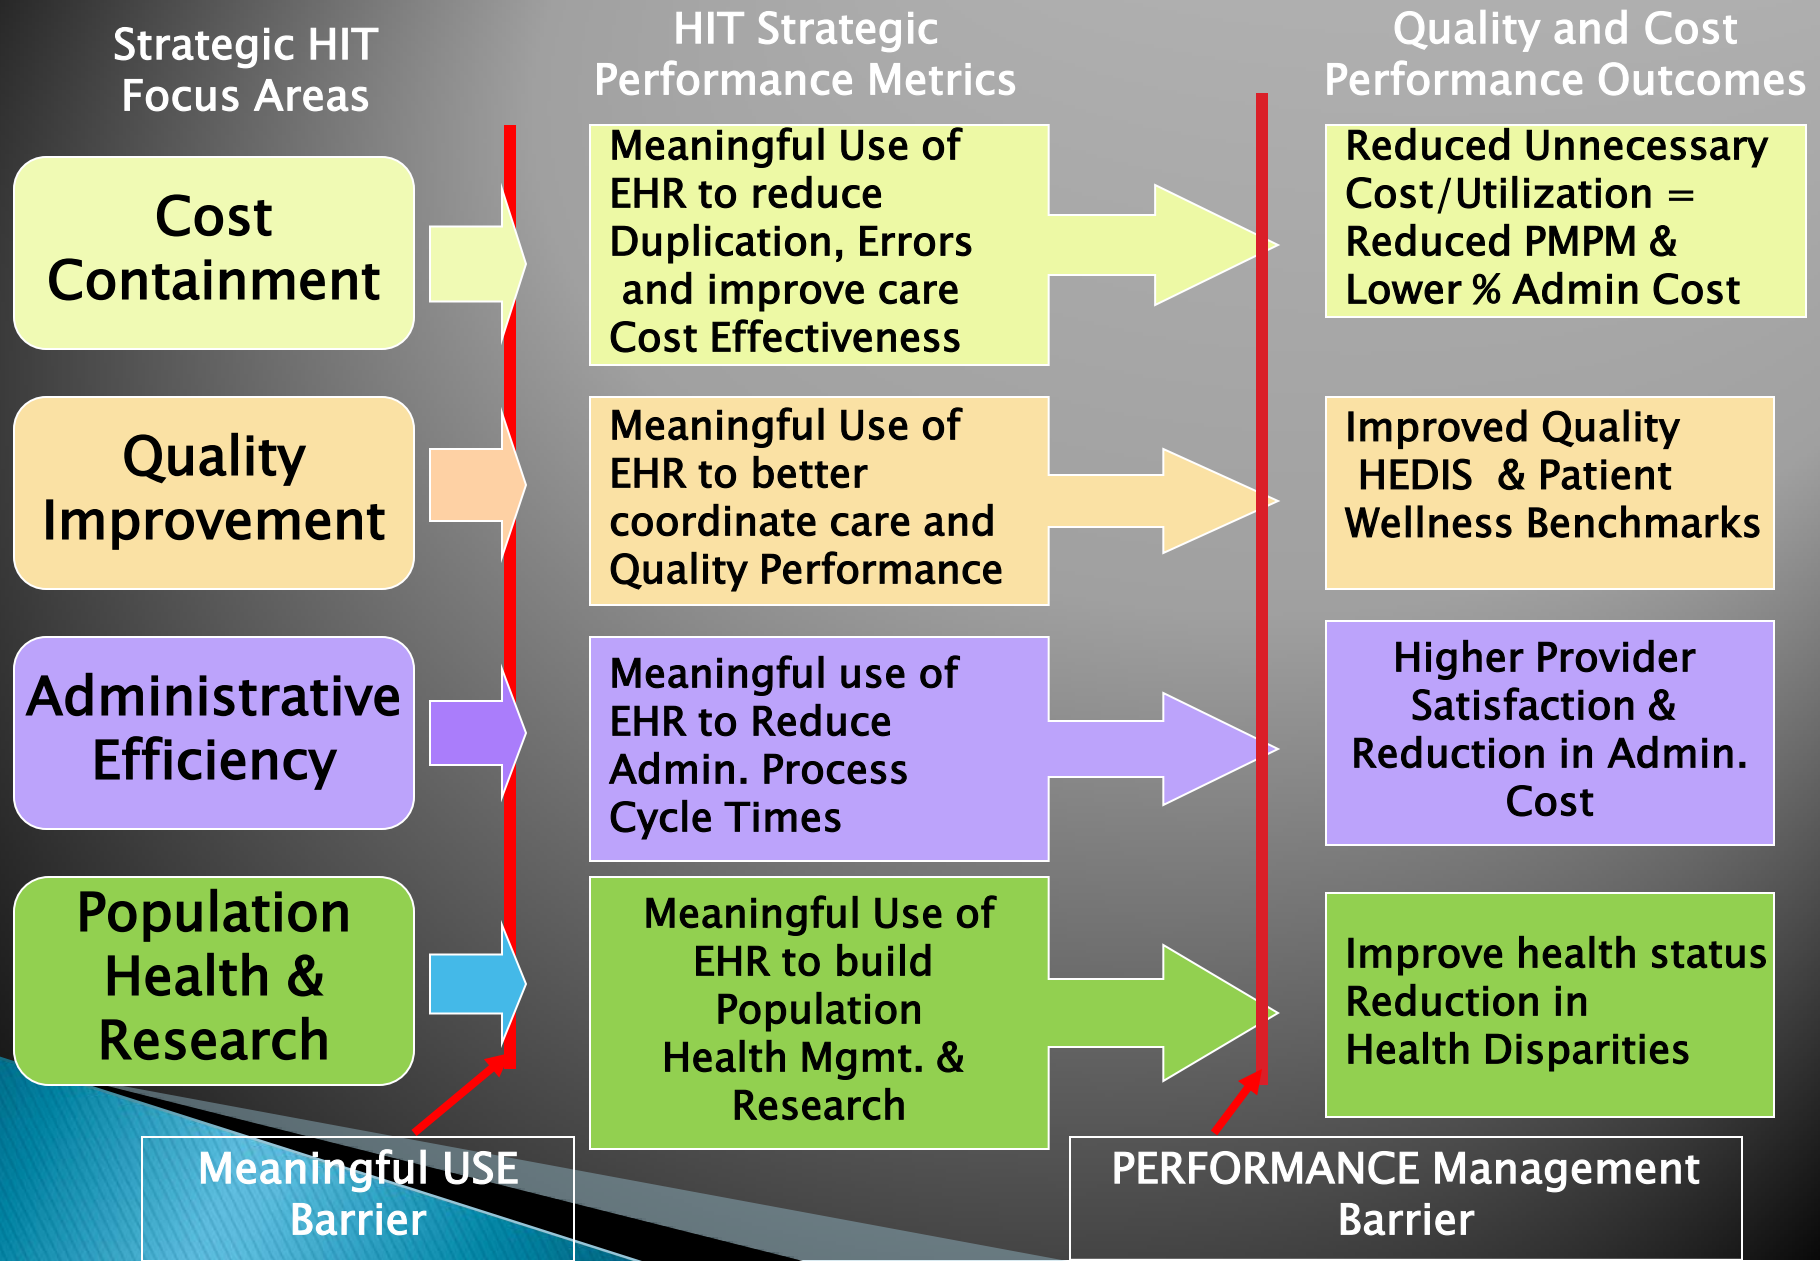 Strategic HIT
Focus Areas
HIT Strategic
Performance Metrics
Quality and Cost
Performance Outcomes
Cost
Containment
Meaningful Use of
EHR to reduce
Duplication, Errors
and improve care
Cost Effectiveness
Reduced Unnecessary
Cost/Utilization =
Reduced PMPM &
Lower % Admin Cost
Quality
Improvement
Meaningful Use of
EHR to better
coordinate care and
Quality Performance
Improved Quality
HEDIS & Patient
Wellness Benchmarks
Administrative
Efficiency
Meaningful use of
EHR to Reduce
Admin. Process
Cycle Times
Higher Provider
Satisfaction &
Reduction in Admin.
Cost
Population
Health &
Research
Meaningful Use of
EHR to build
Population
Health Mgmt. &
Research
Improve health status
Reduction in
Health Disparities
Meaningful USE
Barrier
PERFORMANCE Management
Barrier